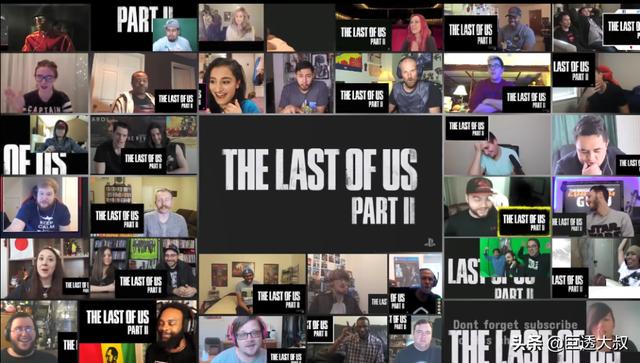 PART II
THE LAST OF US
PART II
THE LAST OF US
PART II
THE LAST OF US
PART II
THE LAST OF US
PART II
CAPTAIN
THE LAST OF US
PART II
THE LAST OF US
PART II
THE LAST OF US
PART II
THE LAST OF US
PART II
THE LAST OF US
PART II
OF US
THE LAST OF US
PART II
THE LAST OF US
PART II
THE LAST OF US
PART II
KEEP
CALM
THE LAST OF US
PART II
THE LAST OF US
PART II
THE LAST OF US
PART II
THE LAST OF US
PART II
LAST OF
PART II
THE LAST
PART II
THE LAST OF US
PART II
THE LAST
THE LAST OF US
PART II
THE LAST OF US
PART II
THE LAST OF US
PART II
Dont forget subscribe
THE LAST OF US
头条 @巨透大叔